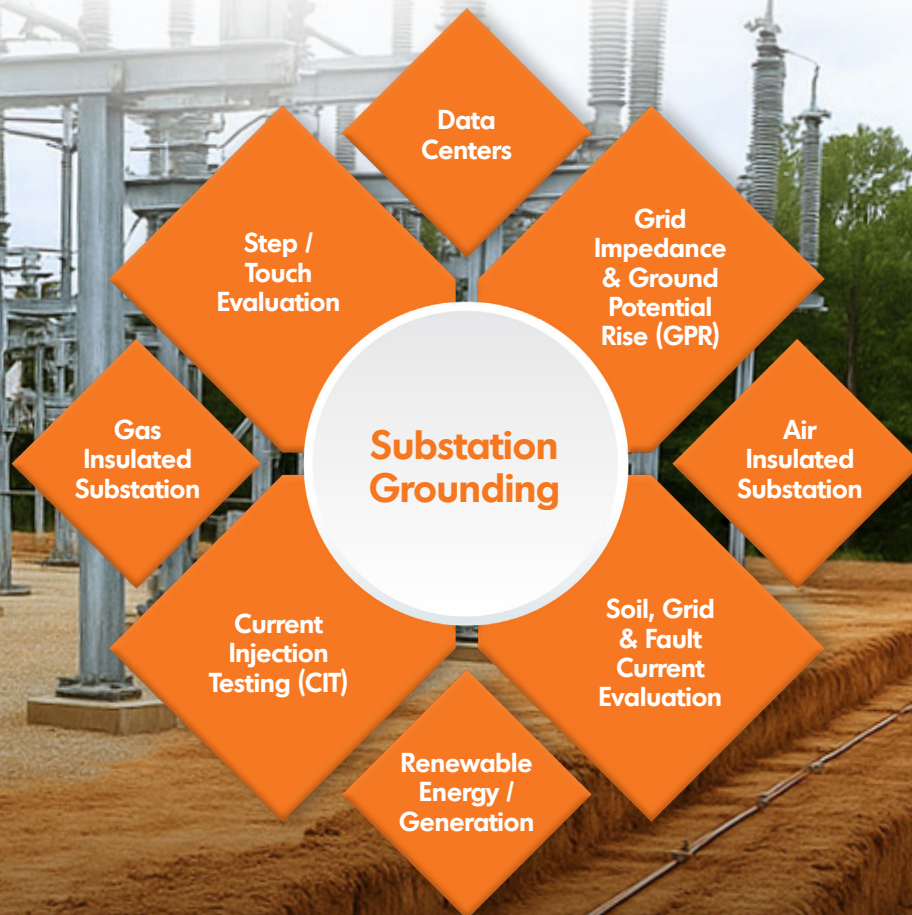 Data
Centers
Step /
Touch
Evaluation
Grid
Impedance
& Ground
Potential
Rise (GPR)
Gas
Insulated
Substation
Substation
Grounding
Air
Insulated
Substation
Current
Injection
Testing (CIT)
Soil, Grid
& Fault
Current
Evaluation
Renewable
Energy /
Generation